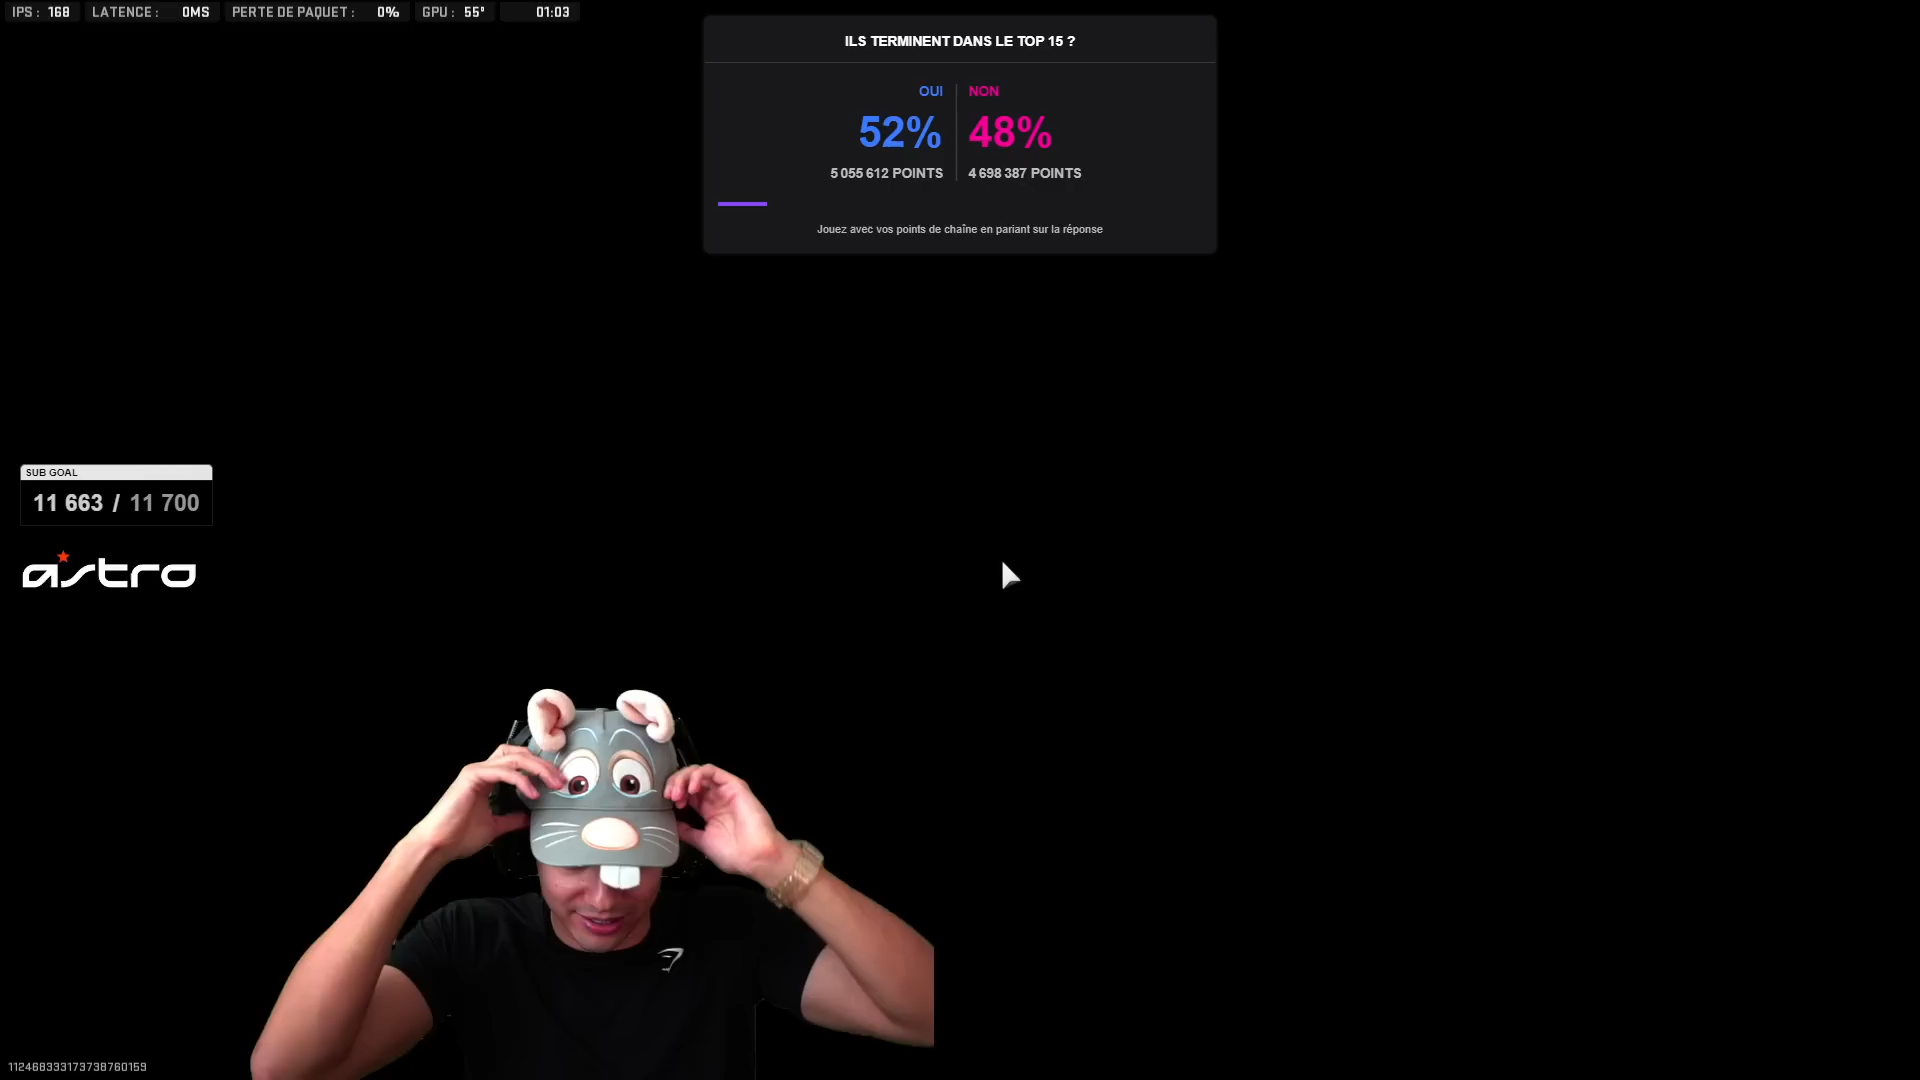 IPS : 168 LATENCE : 0MS PERTE DE PAQUET : 0% GPU : 55° 01:03
ILS TERMINENT DANS LE TOP 15 ?
OUI NON
52% 48%
5 055 612 POINTS 4 698 387 POINTS
Jouez avec vos points de chaîne en pariant sur la réponse
SUB GOAL
11 663 / 11 700
astro
112468333173738760159